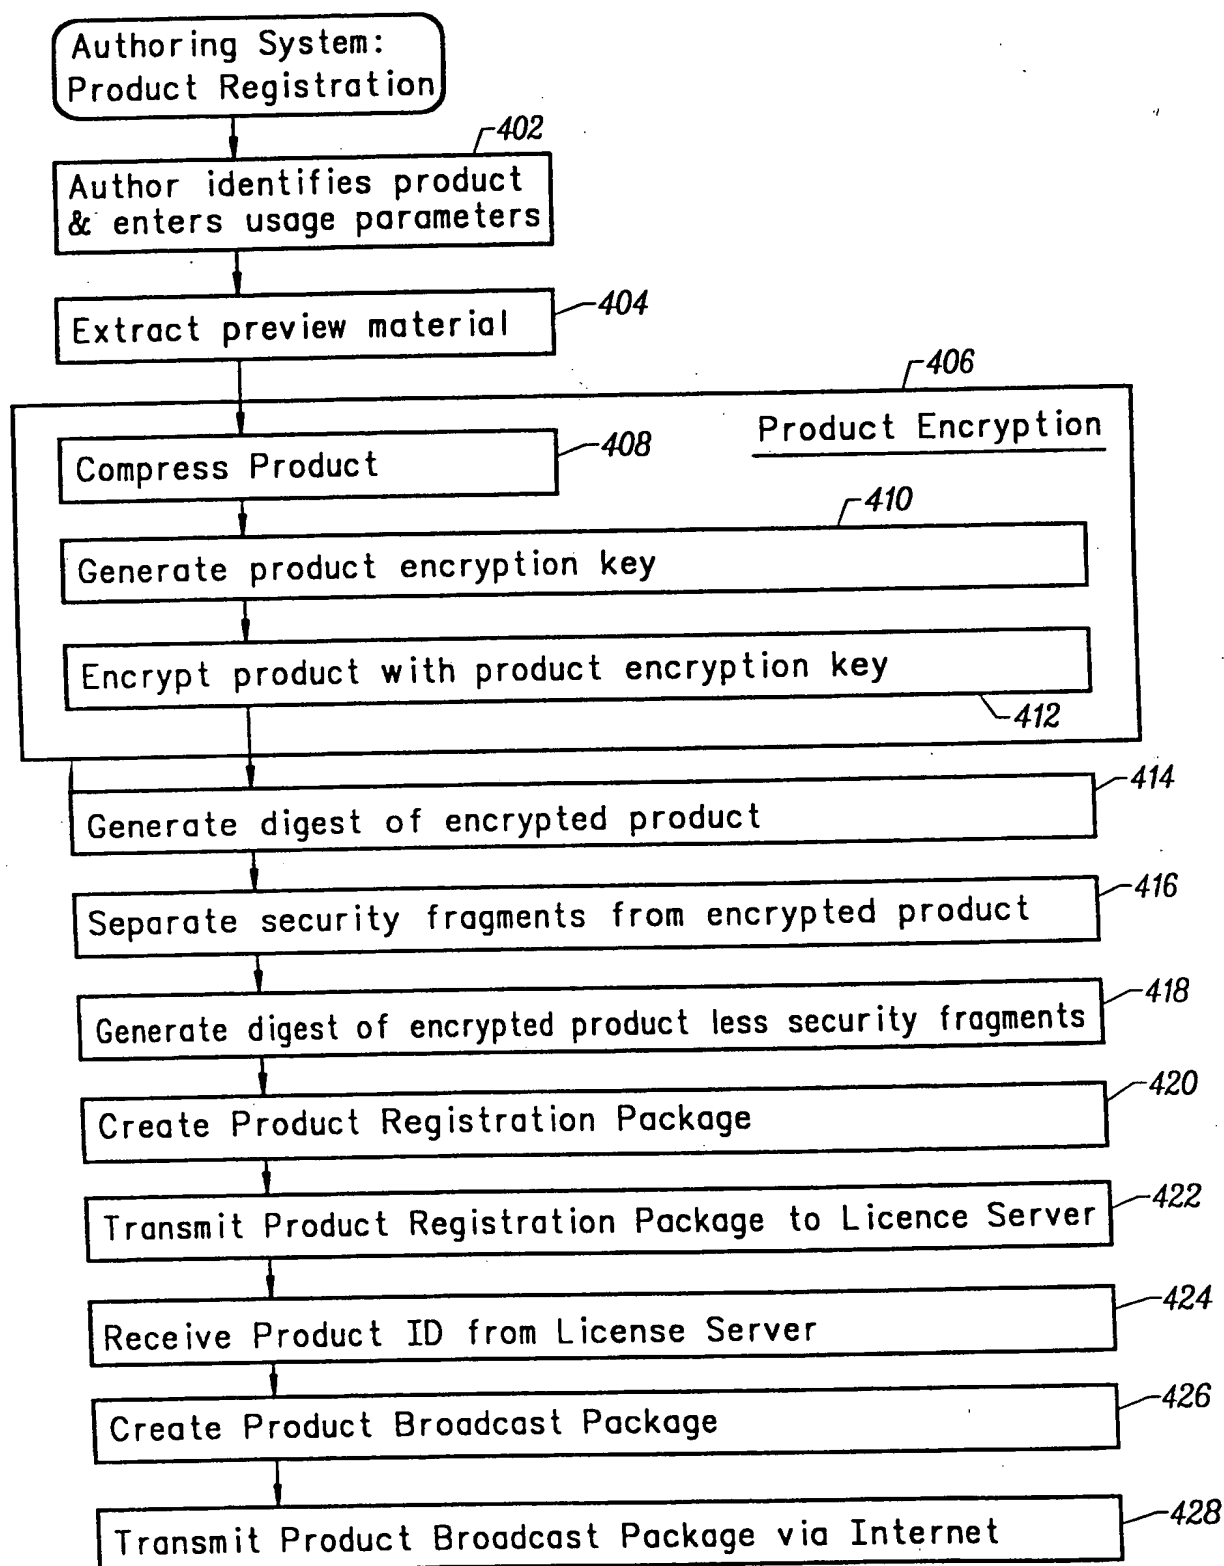 Authoring System:
Product Registration
402
Author identifies product
& enters usage parameters
404
Extract preview material
406
Product Encryption
408
Compress Product
410
Generate product encryption key
Encrypt product with product encryption key
412
414
Generate digest of encrypted product
416
Separate security fragments from encrypted product
418
Generate digest of encrypted product less security fragments
420
Create Product Registration Package
422
Transmit Product Registration Package to Licence Server
424
Receive Product ID from License Server
426
Create Product Broadcast Package
428
Transmit Product Broadcast Package via Internet